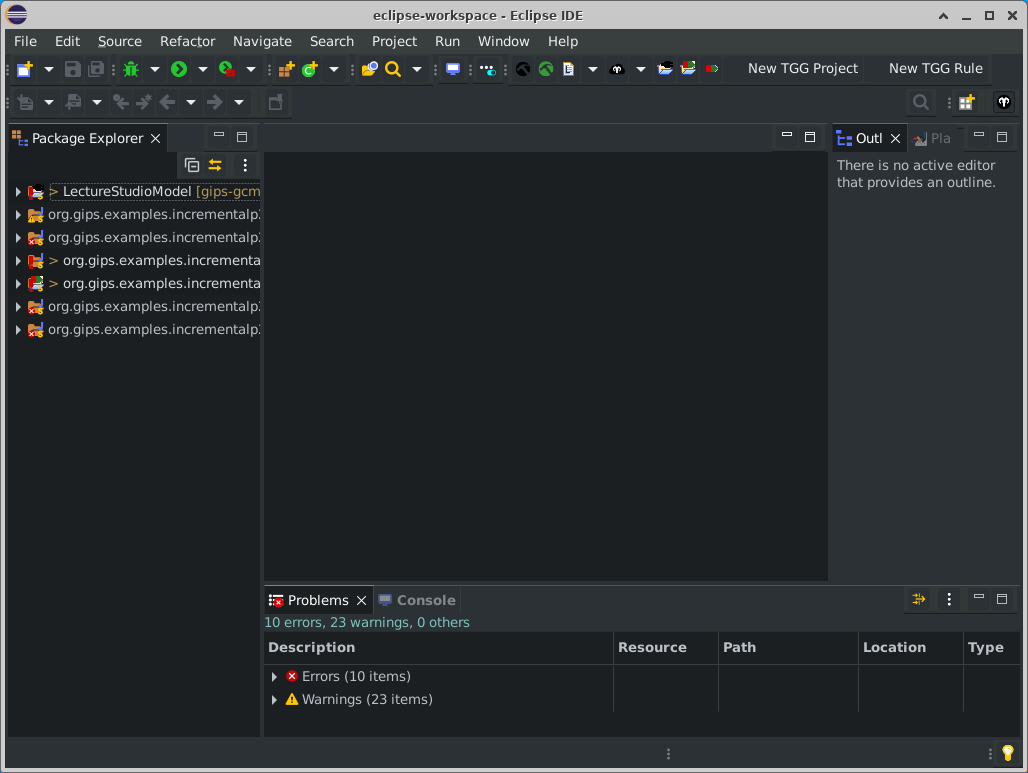 eclipse-workspace - Eclipse IDE
File Edit Source Refactor Navigate Search Project Run Window Help
New TGG Project New TGG Rule
Package Explorer
> LectureStudioModel [gips-gcm
org.gips.examples.incrementalp
org.gips.examples.incrementalp
> org.gips.examples.incrementa
> org.gips.examples.incrementa
org.gips.examples.incrementalp
org.gips.examples.incrementalp
Outl Pla
There is no active editor
that provides an outline.
Problems Console
10 errors, 23 warnings, 0 others
Description Resource Path Location Type
Errors (10 items)
Warnings (23 items)